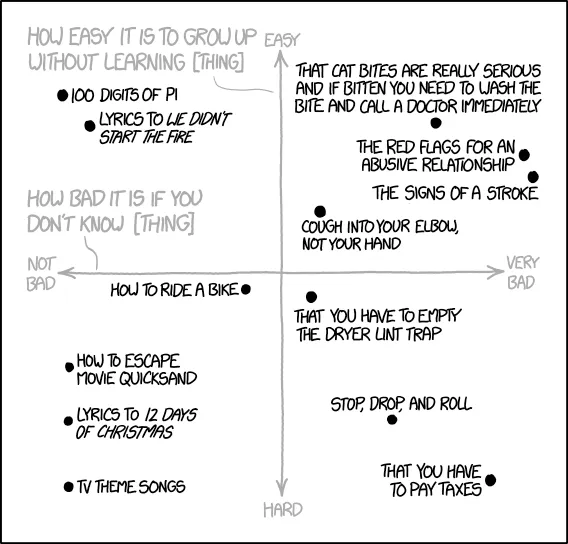 HOW EASY IT IS TO GROW UP
WITHOUT LEARNING [THING]
EASY
100 DIGITS OF PI
LYRICS TO WE DIDN'T
START THE FIRE
THAT CAT BITES ARE REALLY SERIOUS
AND IF BITTEN YOU NEED TO WASH THE
BITE AND CALL A DOCTOR IMMEDIATELY
THE RED FLAGS FOR AN
ABUSIVE RELATIONSHIP
THE SIGNS OF A STROKE
HOW BAD IT IS IF YOU
DON'T KNOW [THING]
COUGH INTO YOUR ELBOW,
NOT YOUR HAND
NOT
BAD
VERY
BAD
HOW TO RIDE A BIKE
THAT YOU HAVE TO EMPTY
THE DRYER LINT TRAP
HOW TO ESCAPE
MOVIE QUICKSAND
LYRICS TO 12 DAYS
OF CHRISTMAS
STOP, DROP, AND ROLL
TV THEME SONGS
THAT YOU HAVE
TO PAY TAXES
HARD